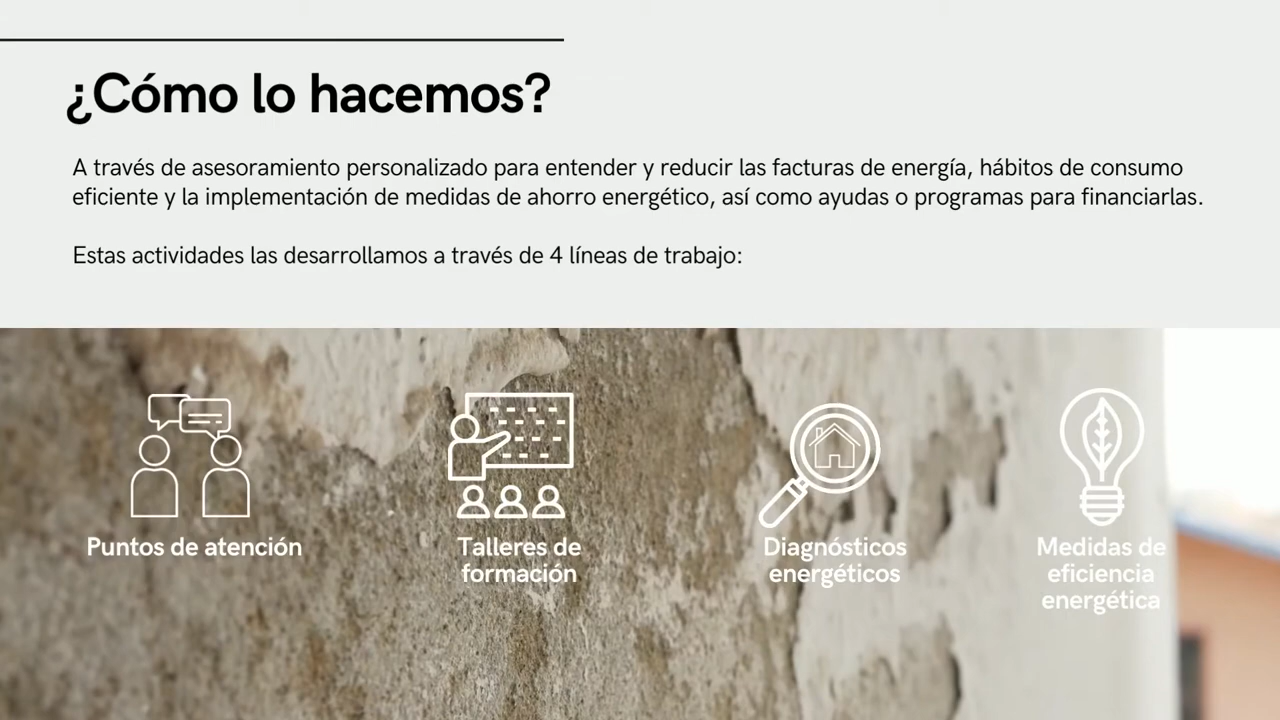 ¿Cómo lo hacemos?
A través de asesoramiento personalizado para entender y reducir las facturas de energía, hábitos de consumo
eficiente y la implementación de medidas de ahorro energético, así como ayudas o programas para financiarlas.
Estas actividades las desarrollamos a través de 4 líneas de trabajo:
Puntos de atención
Talleres de
formación
Diagnósticos
energéticos
Medidas de
eficiencia
energética